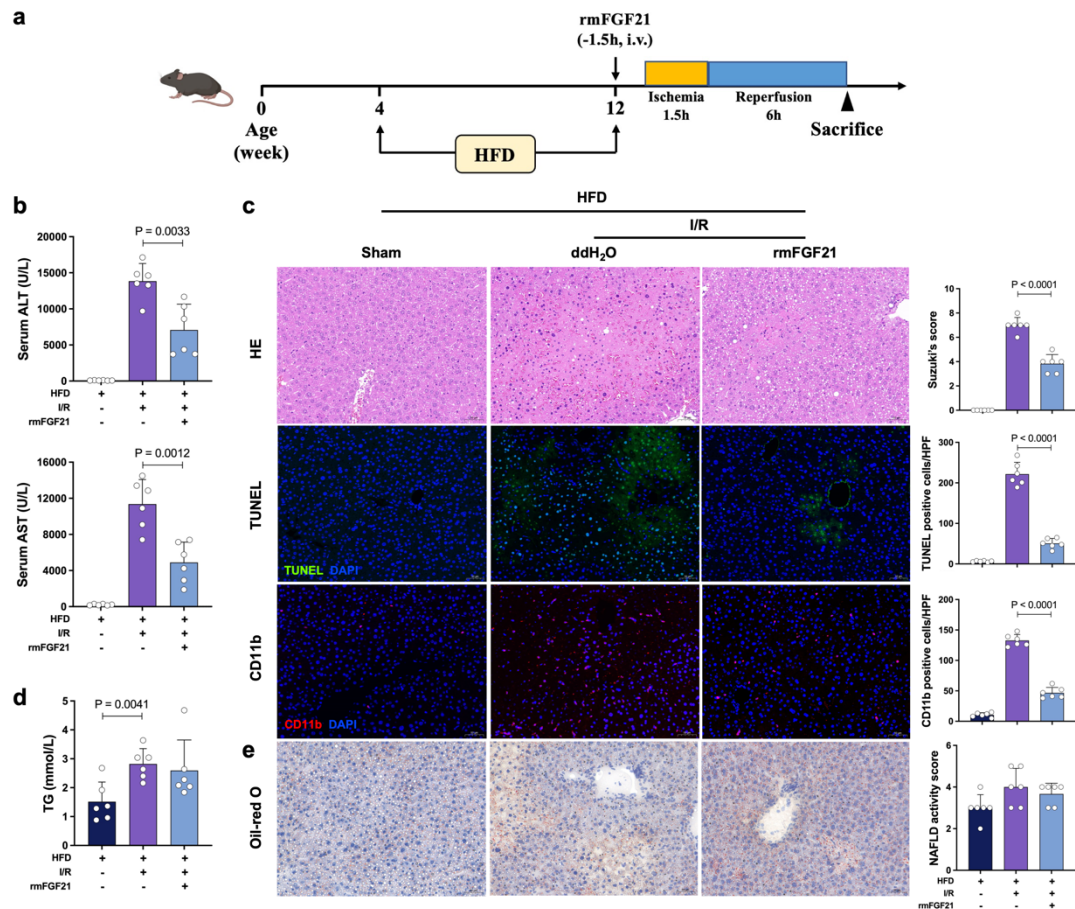 a
rmFGF21
(-1.5h, i.v.)
0
4
12
Ischemia
1.5h
Reperfusion
6h
Age
(week)
HFD
Sacrifice
b
Serum ALT (U/L)
20000
15000
10000
5000
0
P = 0.0033
HFD + + +
I/R - + +
rmFGF21 - - +
Serum AST (U/L)
16000
12000
8000
4000
0
P = 0.0012
HFD + + +
I/R - + +
rmFGF21 - - +
c
HFD
I/R
Sham
ddH₂O
rmFGF21
HE
TUNEL
TUNEL DAPI
CD11b
CD11b DAPI
Suzuki's score
10
8
6
4
2
0
P < 0.0001
TUNEL positive cells/HPF
300
200
100
0
P < 0.0001
CD11b positive cells/HPF
200
150
100
50
0
P < 0.0001
d
TG (mmol/L)
5
4
3
2
1
0
P = 0.0041
HFD + + +
I/R - + +
rmFGF21 - - +
e
Oil-red O
NAFLD activity score
6
4
2
0
HFD + + +
I/R - + +
rmFGF21 - - +